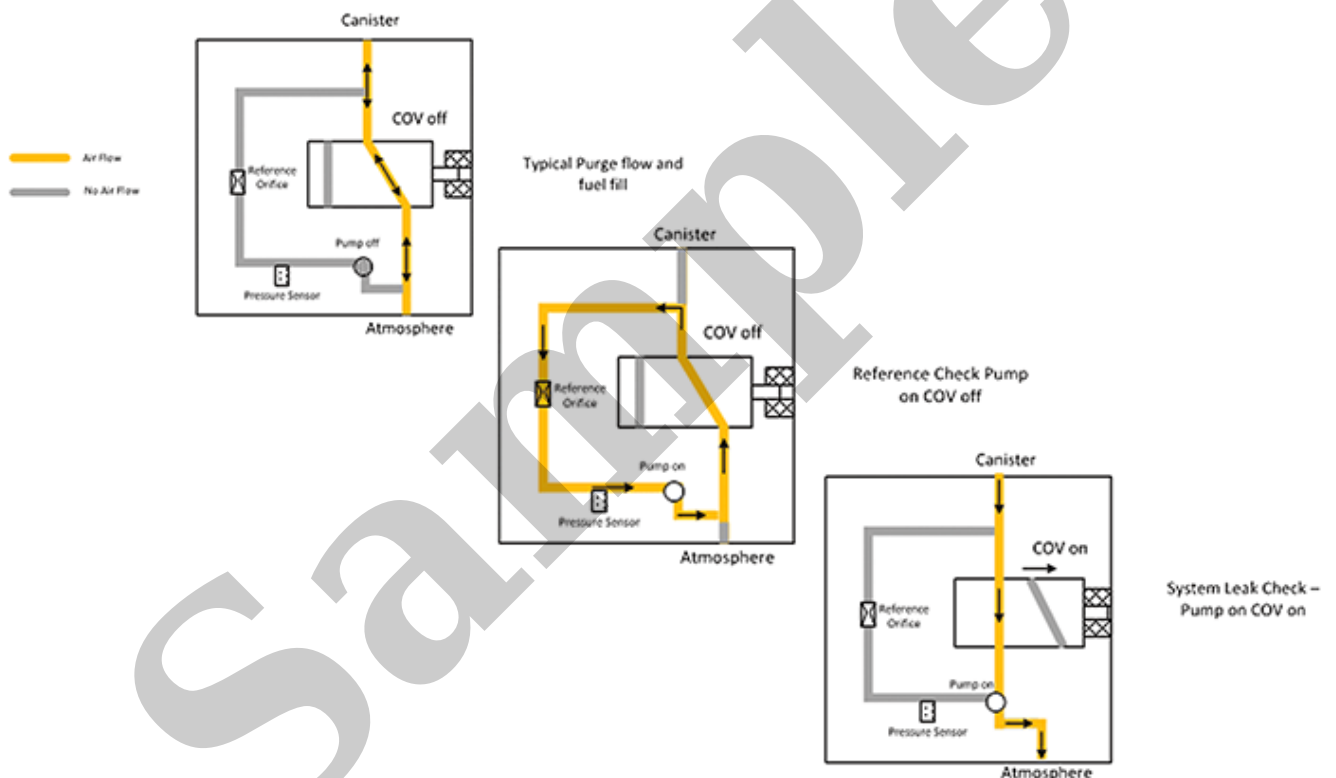 Canister
COV off
Air Flow
No Air Flow
Reference
Orifice
Pump off
Pressure Sensor
Atmosphere
Typical Purge flow and
fuel fill
Canister
COV off
Reference
Orifice
Pump on
Pressure Sensor
Atmosphere
Reference Check Pump
on COV off
Canister
COV on
Reference
Orifice
Pump on
Pressure Sensor
Atmosphere
System Leak Check –
Pump on COV on
Sample